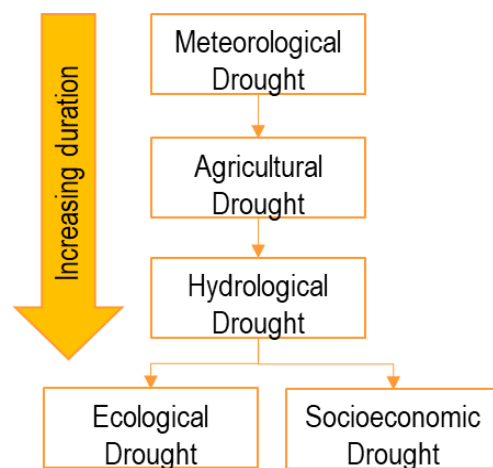 Meteorological
Drought
Increasing duration
Agricultural
Drought
Hydrological
Drought
Ecological
Drought
Socioeconomic
Drought